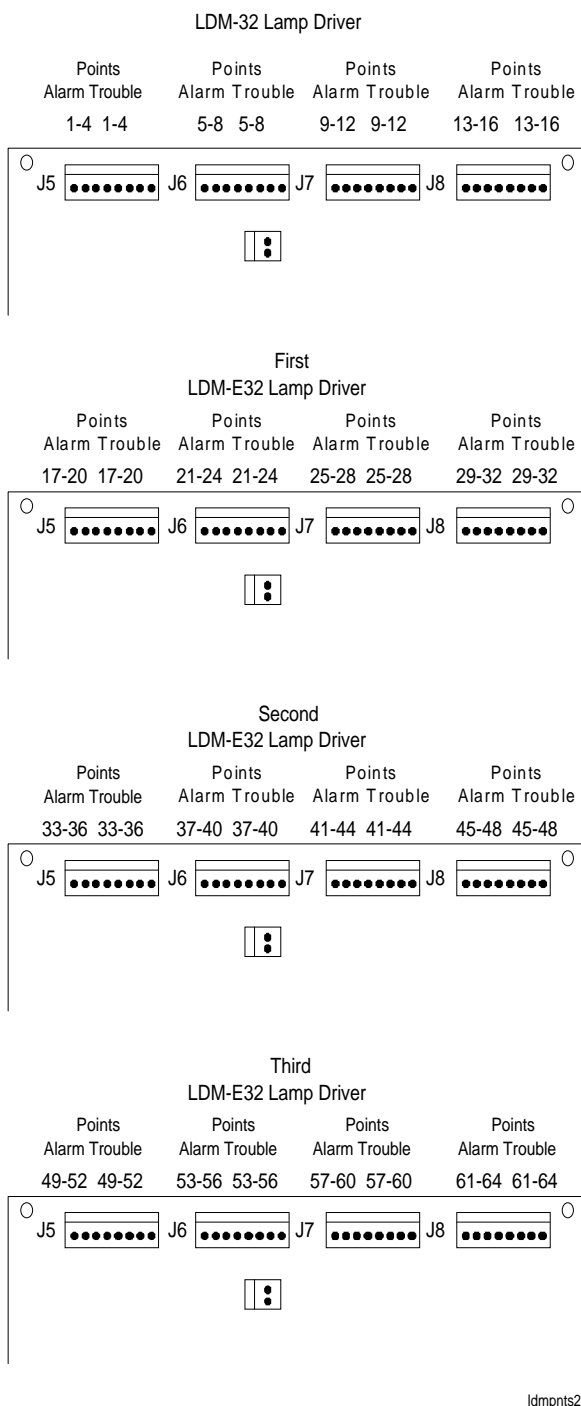 LDM-32 Lamp Driver
Points Points Points Points
Alarm Trouble Alarm Trouble Alarm Trouble Alarm Trouble
1-4 1-4 5-8 5-8 9-12 9-12 13-16 13-16
J5 J6 J7 J8
First
LDM-E32 Lamp Driver
Points Points Points Points
Alarm Trouble Alarm Trouble Alarm Trouble Alarm Trouble
17-20 17-20 21-24 21-24 25-28 25-28 29-32 29-32
J5 J6 J7 J8
Second
LDM-E32 Lamp Driver
Points Points Points Points
Alarm Trouble Alarm Trouble Alarm Trouble Alarm Trouble
33-36 33-36 37-40 37-40 41-44 41-44 45-48 45-48
J5 J6 J7 J8
Third
LDM-E32 Lamp Driver
Points Points Points Points
Alarm Trouble Alarm Trouble Alarm Trouble Alarm Trouble
49-52 49-52 53-56 53-56 57-60 57-60 61-64 61-64
J5 J6 J7 J8
ldmpnts2